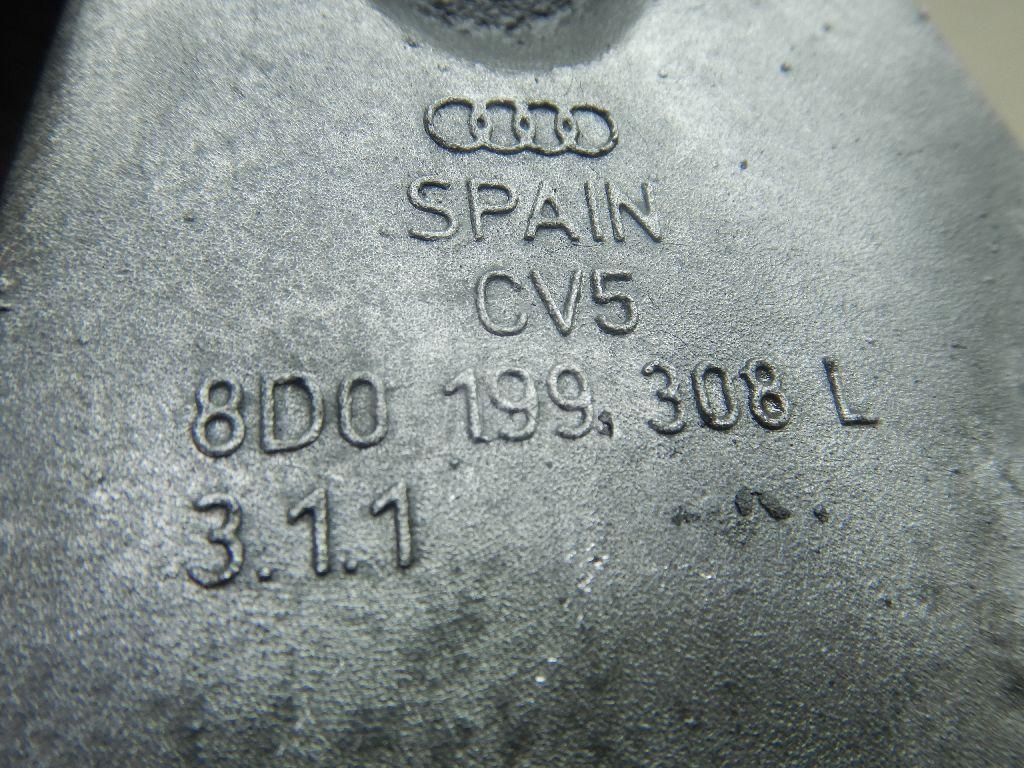 SPAIN
CV5
8D0 199.308 L
3.1.1